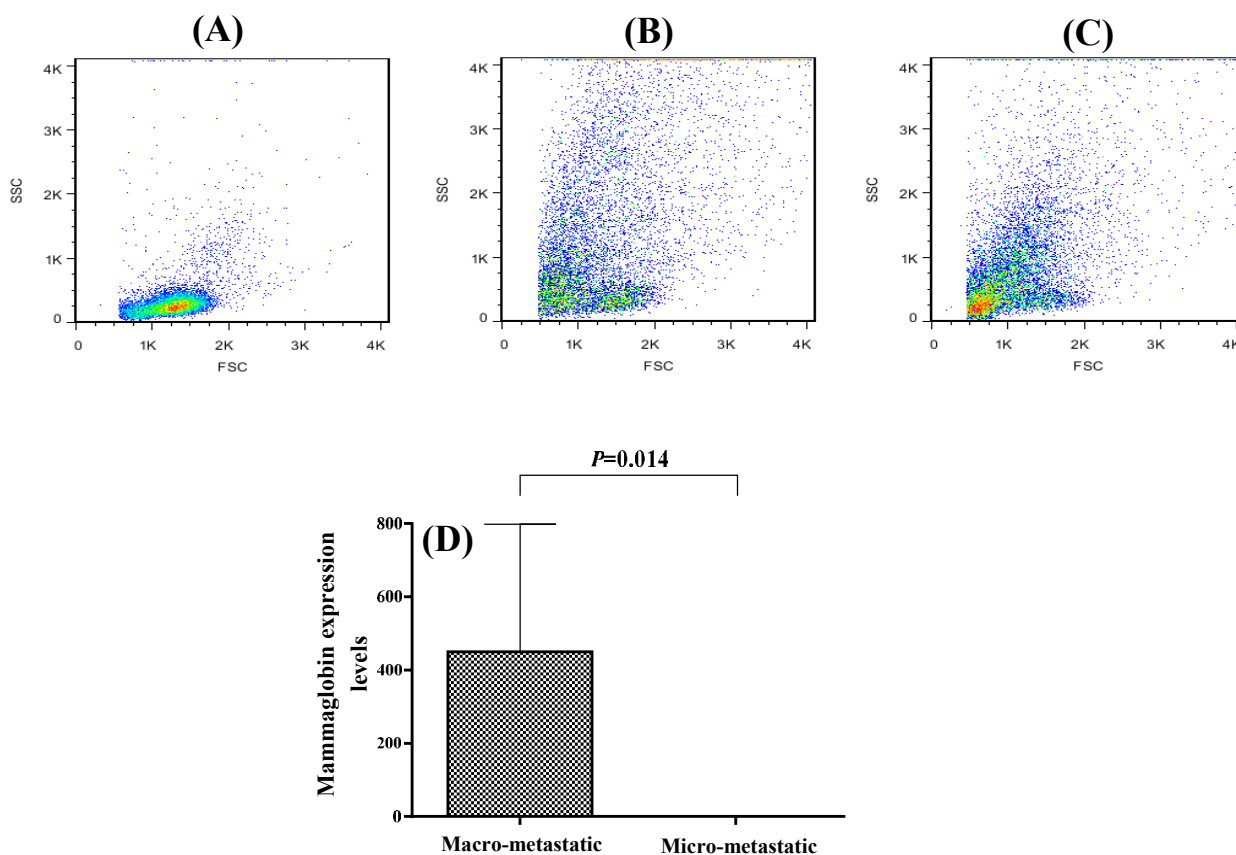 (A)
(B)
(C)
4K
3K
2K
1K
0
SSC
0 1K 2K 3K 4K
FSC
4K
3K
2K
1K
0
SSC
0 1K 2K 3K 4K
FSC
4K
3K
2K
1K
0
SSC
0 1K 2K 3K 4K
FSC
P=0.014
(D)
Mammaglobin expression
levels
800
600
400
200
0
Macro-metastatic Micro-metastatic